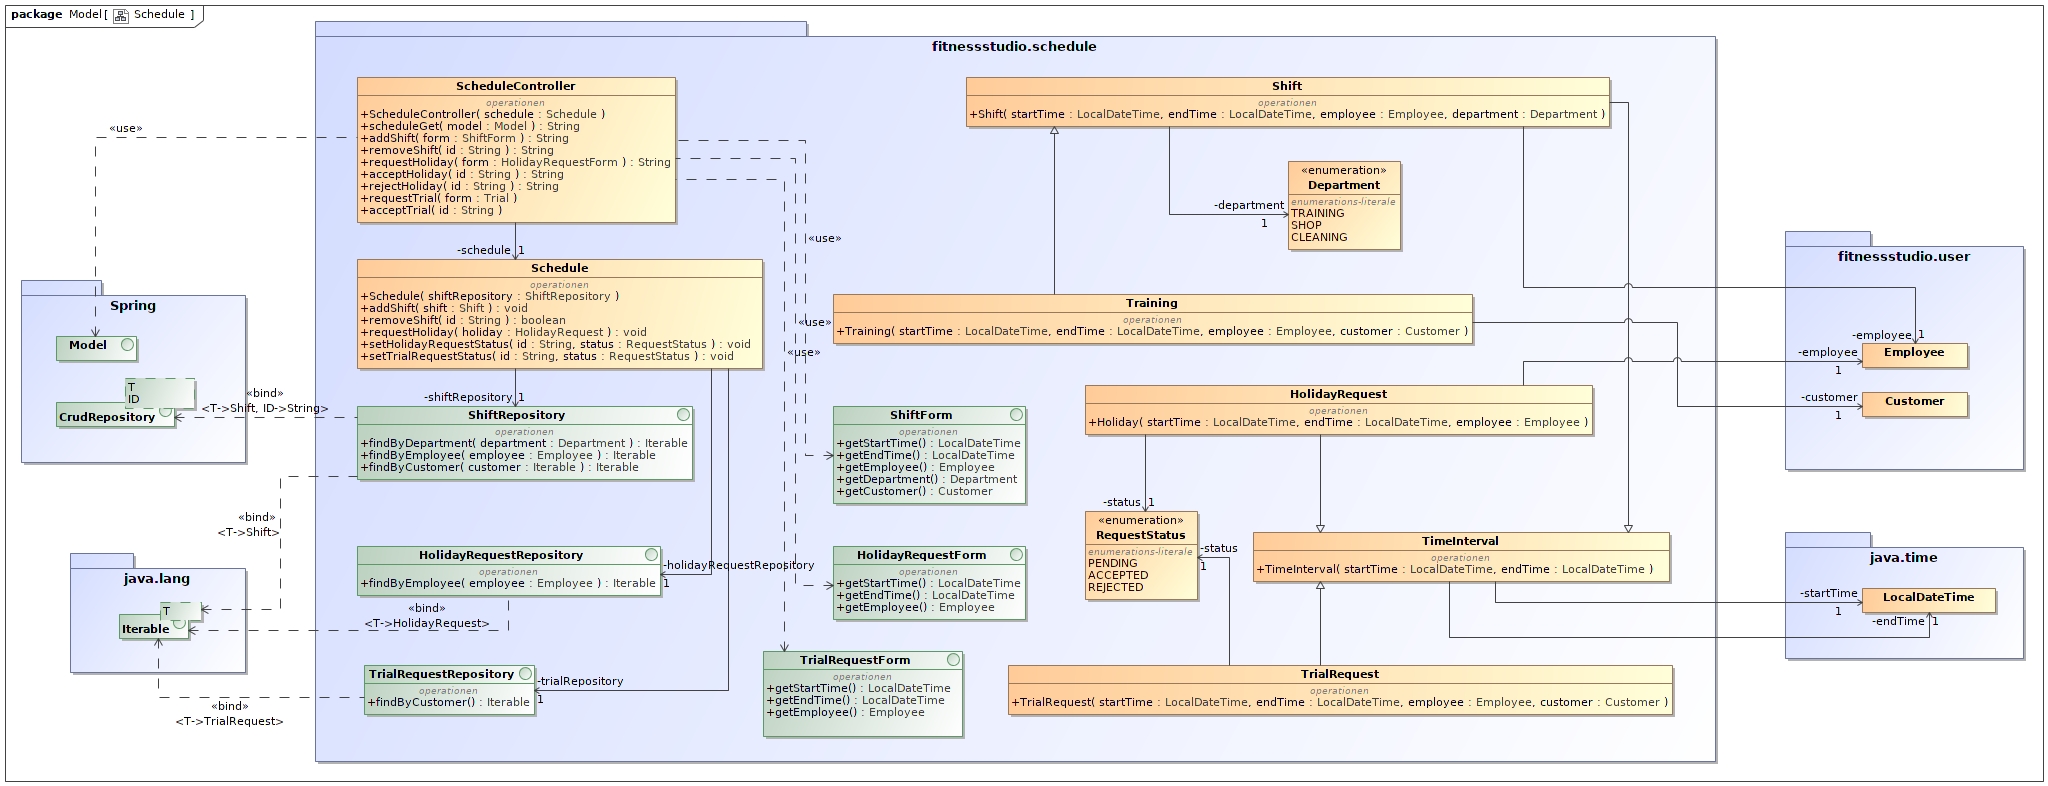 package Model [ Schedule ]
fitnessstudio.schedule
ScheduleController
operationen
+ScheduleController( schedule : Schedule )
+scheduleGet( model : Model ) : String
+addShift( form : ShiftForm ) : String
+removeShift( id : String ) : String
+requestHoliday( form : HolidayRequestForm ) : String
+acceptHoliday( id : String ) : String
+rejectHoliday( id : String ) : String
+requestTrial( form : Trial )
+acceptTrial( id : String )
«use»
-schedule 1
Schedule
operationen
+Schedule( shiftRepository : ShiftRepository )
+addShift( shift : Shift ) : void
+removeShift( id : String ) : boolean
+requestHoliday( holiday : HolidayRequest ) : void
+setHolidayRequestStatus( id : String, status : RequestStatus ) : void
+setTrialRequestStatus( id : String, status : RequestStatus ) : void
-shiftRepository 1
ShiftRepository
operationen
+findByDepartment( department : Department ) : Iterable
+findByEmployee( employee : Employee ) : Iterable
+findByCustomer( customer : Iterable ) : Iterable
HolidayRequestRepository
operationen
+findByEmployee( employee : Employee ) : Iterable
-holidayRequestRepository
1
TrialRequestRepository
operationen
+findByCustomer() : Iterable
-trialRepository
1
Spring
Model
T
ID
CrudRepository
«bind»
<T->Shift, ID->String>
«bind»
<T->Shift>
java.lang
T
Iterable
«bind»
<T->HolidayRequest>
«bind»
<T->TrialRequest>
«use»
«use»
«use»
ShiftForm
operationen
+getStartTime() : LocalDateTime
+getEndTime() : LocalDateTime
+getEmployee() : Employee
+getDepartment() : Department
+getCustomer() : Customer
HolidayRequestForm
operationen
+getStartTime() : LocalDateTime
+getEndTime() : LocalDateTime
+getEmployee() : Employee
TrialRequestForm
operationen
+getStartTime() : LocalDateTime
+getEndTime() : LocalDateTime
+getEmployee() : Employee
Shift
operationen
+Shift( startTime : LocalDateTime, endTime : LocalDateTime, employee : Employee, department : Department )
-department
1
«enumeration»
Department
enumerations-literale
TRAINING
SHOP
CLEANING
Training
operationen
+Training( startTime : LocalDateTime, endTime : LocalDateTime, employee : Employee, customer : Customer )
HolidayRequest
operationen
+Holiday( startTime : LocalDateTime, endTime : LocalDateTime, employee : Employee )
-status 1
«enumeration»
RequestStatus
enumerations-literale
PENDING
ACCEPTED
REJECTED
-status
1
TimeInterval
operationen
+TimeInterval( startTime : LocalDateTime, endTime : LocalDateTime )
TrialRequest
operationen
+TrialRequest( startTime : LocalDateTime, endTime : LocalDateTime, employee : Employee, customer : Customer )
fitnessstudio.user
-employee 1
-employee
1
Employee
-customer
1
Customer
java.time
-startTime
1
LocalDateTime
-endTime 1